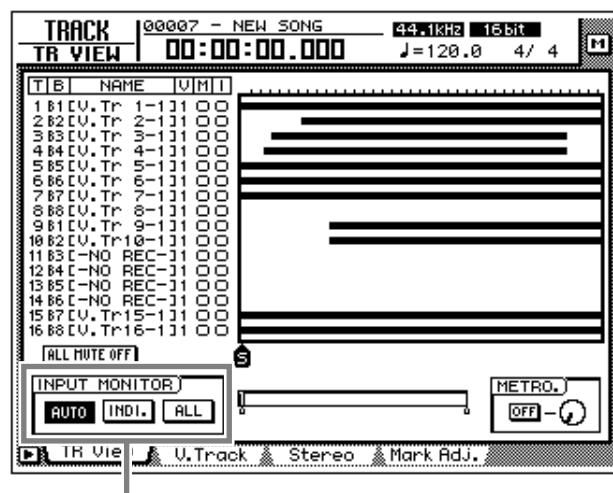 TRACK
TR VIEW
00007 - NEW SONG
00:00:00.000
44.1kHz 16bit
♩=120.0 4/ 4
M
T B NAME V M I
1 B1[V.Tr 1-1]1
2 B2[V.Tr 2-1]1
3 B3[V.Tr 3-1]1
4 B4[V.Tr 4-1]1
5 B5[V.Tr 5-1]1
6 B6[V.Tr 6-1]1
7 B7[V.Tr 7-1]1
8 B8[V.Tr 8-1]1
9 B1[V.Tr 9-1]1
10 B2[V.Tr10-1]1
11 B3[-NO REC-]1
12 B4[-NO REC-]1
13 B5[-NO REC-]1
14 B6[-NO REC-]1
15 B7[V.Tr15-1]1
16 B8[V.Tr16-1]1
ALL MUTE OFF
S
INPUT MONITOR
AUTO INDI. ALL
METRO.
OFF
TR View V.Track Stereo Mark Adj.